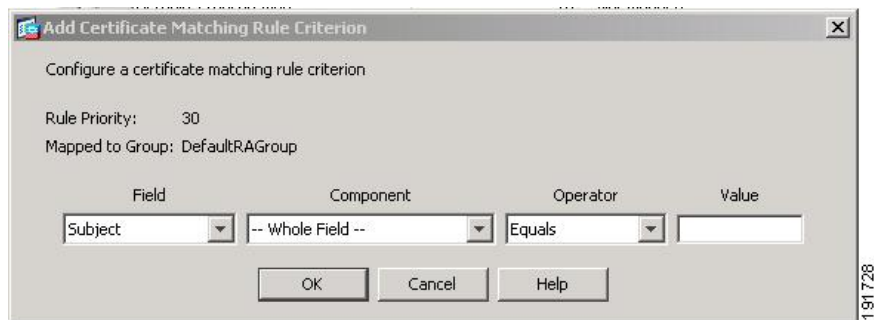 Add Certificate Matching Rule Criterion
Configure a certificate matching rule criterion
Rule Priority: 30
Mapped to Group: DefaultRAGroup
Field Component Operator Value
Subject -- Whole Field -- Equals
OK Cancel Help
191728